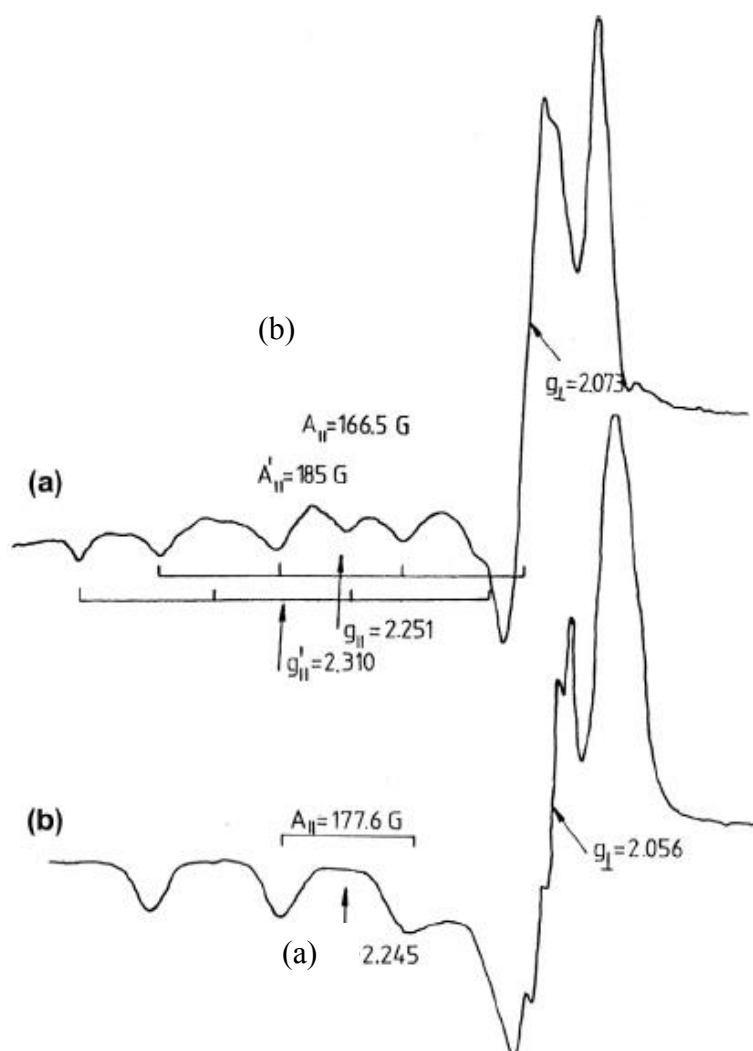 (b)
g⊥=2.073
A||=166.5 G
A'||=185 G
(a)
g||=2.251
g'||=2.310
A||=177.6 G
(b)
g⊥=2.056
(a)
2.245